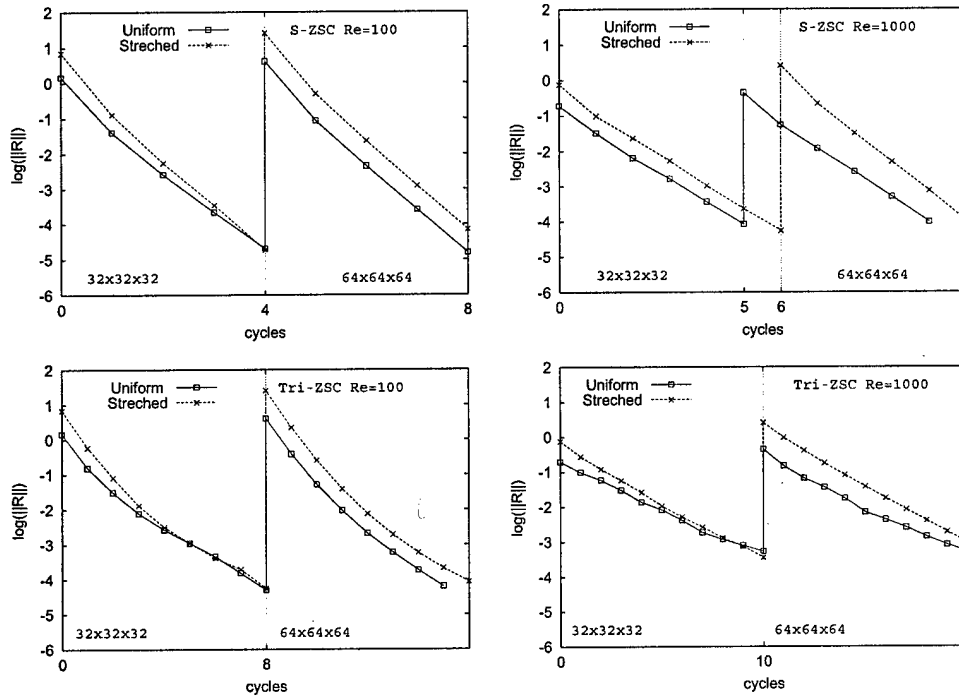 2
1
0
-1
-2
-3
-4
-5
-6
log(||R||)
Uniform
Streched
S-ZSC Re=100
32x32x32
64x64x64
0
4
8
cycles
2
1
0
-1
-2
-3
-4
-5
-6
log(||R||)
Uniform
Streched
S-ZSC Re=1000
32x32x32
64x64x64
0
5
6
cycles
2
1
0
-1
-2
-3
-4
-5
-6
log(||R||)
Uniform
Streched
Tri-ZSC Re=100
32x32x32
64x64x64
0
8
cycles
2
1
0
-1
-2
-3
-4
-5
-6
log(||R||)
Uniform
Streched
Tri-ZSC Re=1000
32x32x32
64x64x64
0
10
cycles